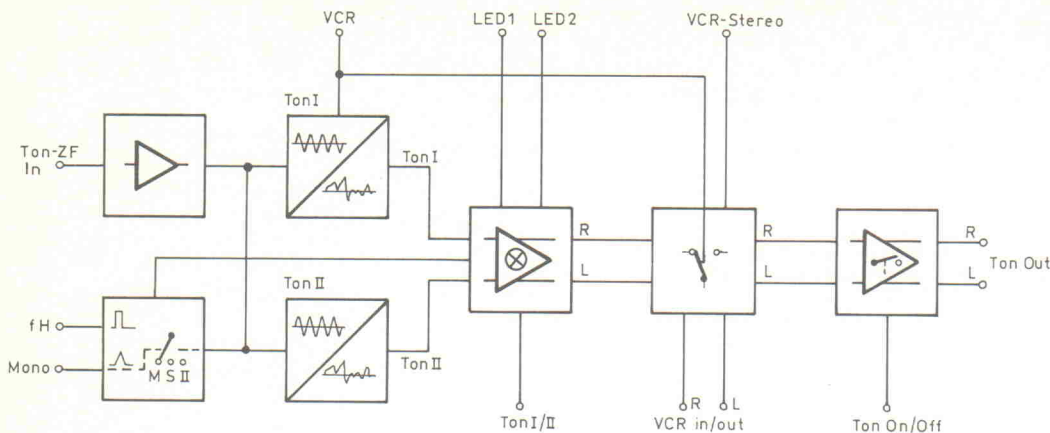 VCR
LED1 LED2
VCR-Stereo
Ton I
Ton-ZF
In
Ton I
R
L
R
L
R
L
Ton Out
Ton II
fH
Mono
M S II
Ton II
Ton I/II
R L
VCR in/out
Ton On/Off